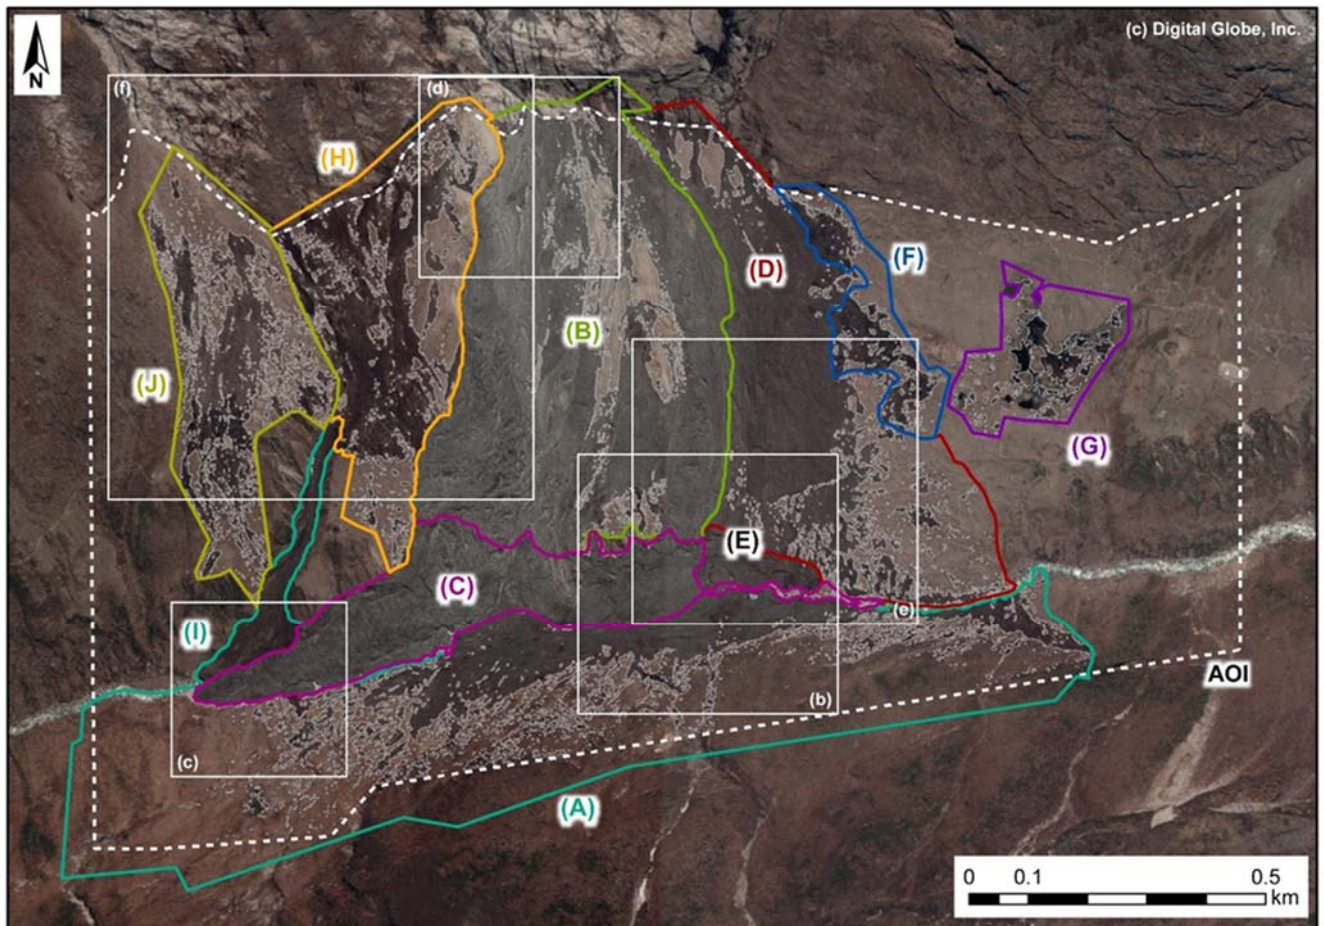 (c) Digital Globe, Inc.
N
(f)
(d)
(H)
(F)
(D)
(B)
(J)
(G)
(E)
(C)
(e)
(I)
AOI
(b)
(c)
(A)
0 0.1 0.5
km